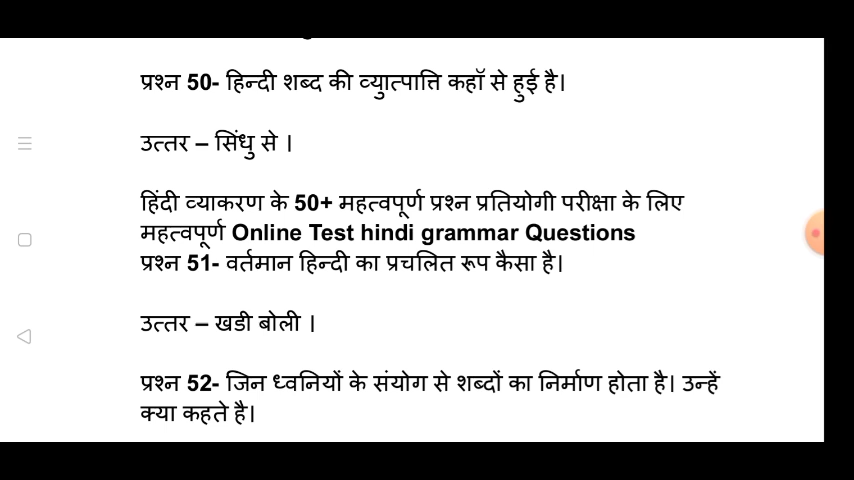 प्रश्न 50- हिन्दी शब्द की व्युात्पात्ति कहॉ से हुई है।
उत्तर – सिंधु से ।
हिंदी व्याकरण के 50+ महत्वपूर्ण प्रश्न प्रतियोगी परीक्षा के लिए
महत्वपूर्ण Online Test hindi grammar Questions
प्रश्न 51- वर्तमान हिन्दी का प्रचलित रूप कैसा है।
उत्तर – खडी बोली ।
प्रश्न 52- जिन ध्वनियों के संयोग से शब्दों का निर्माण होता है। उन्हें
क्या कहते है।